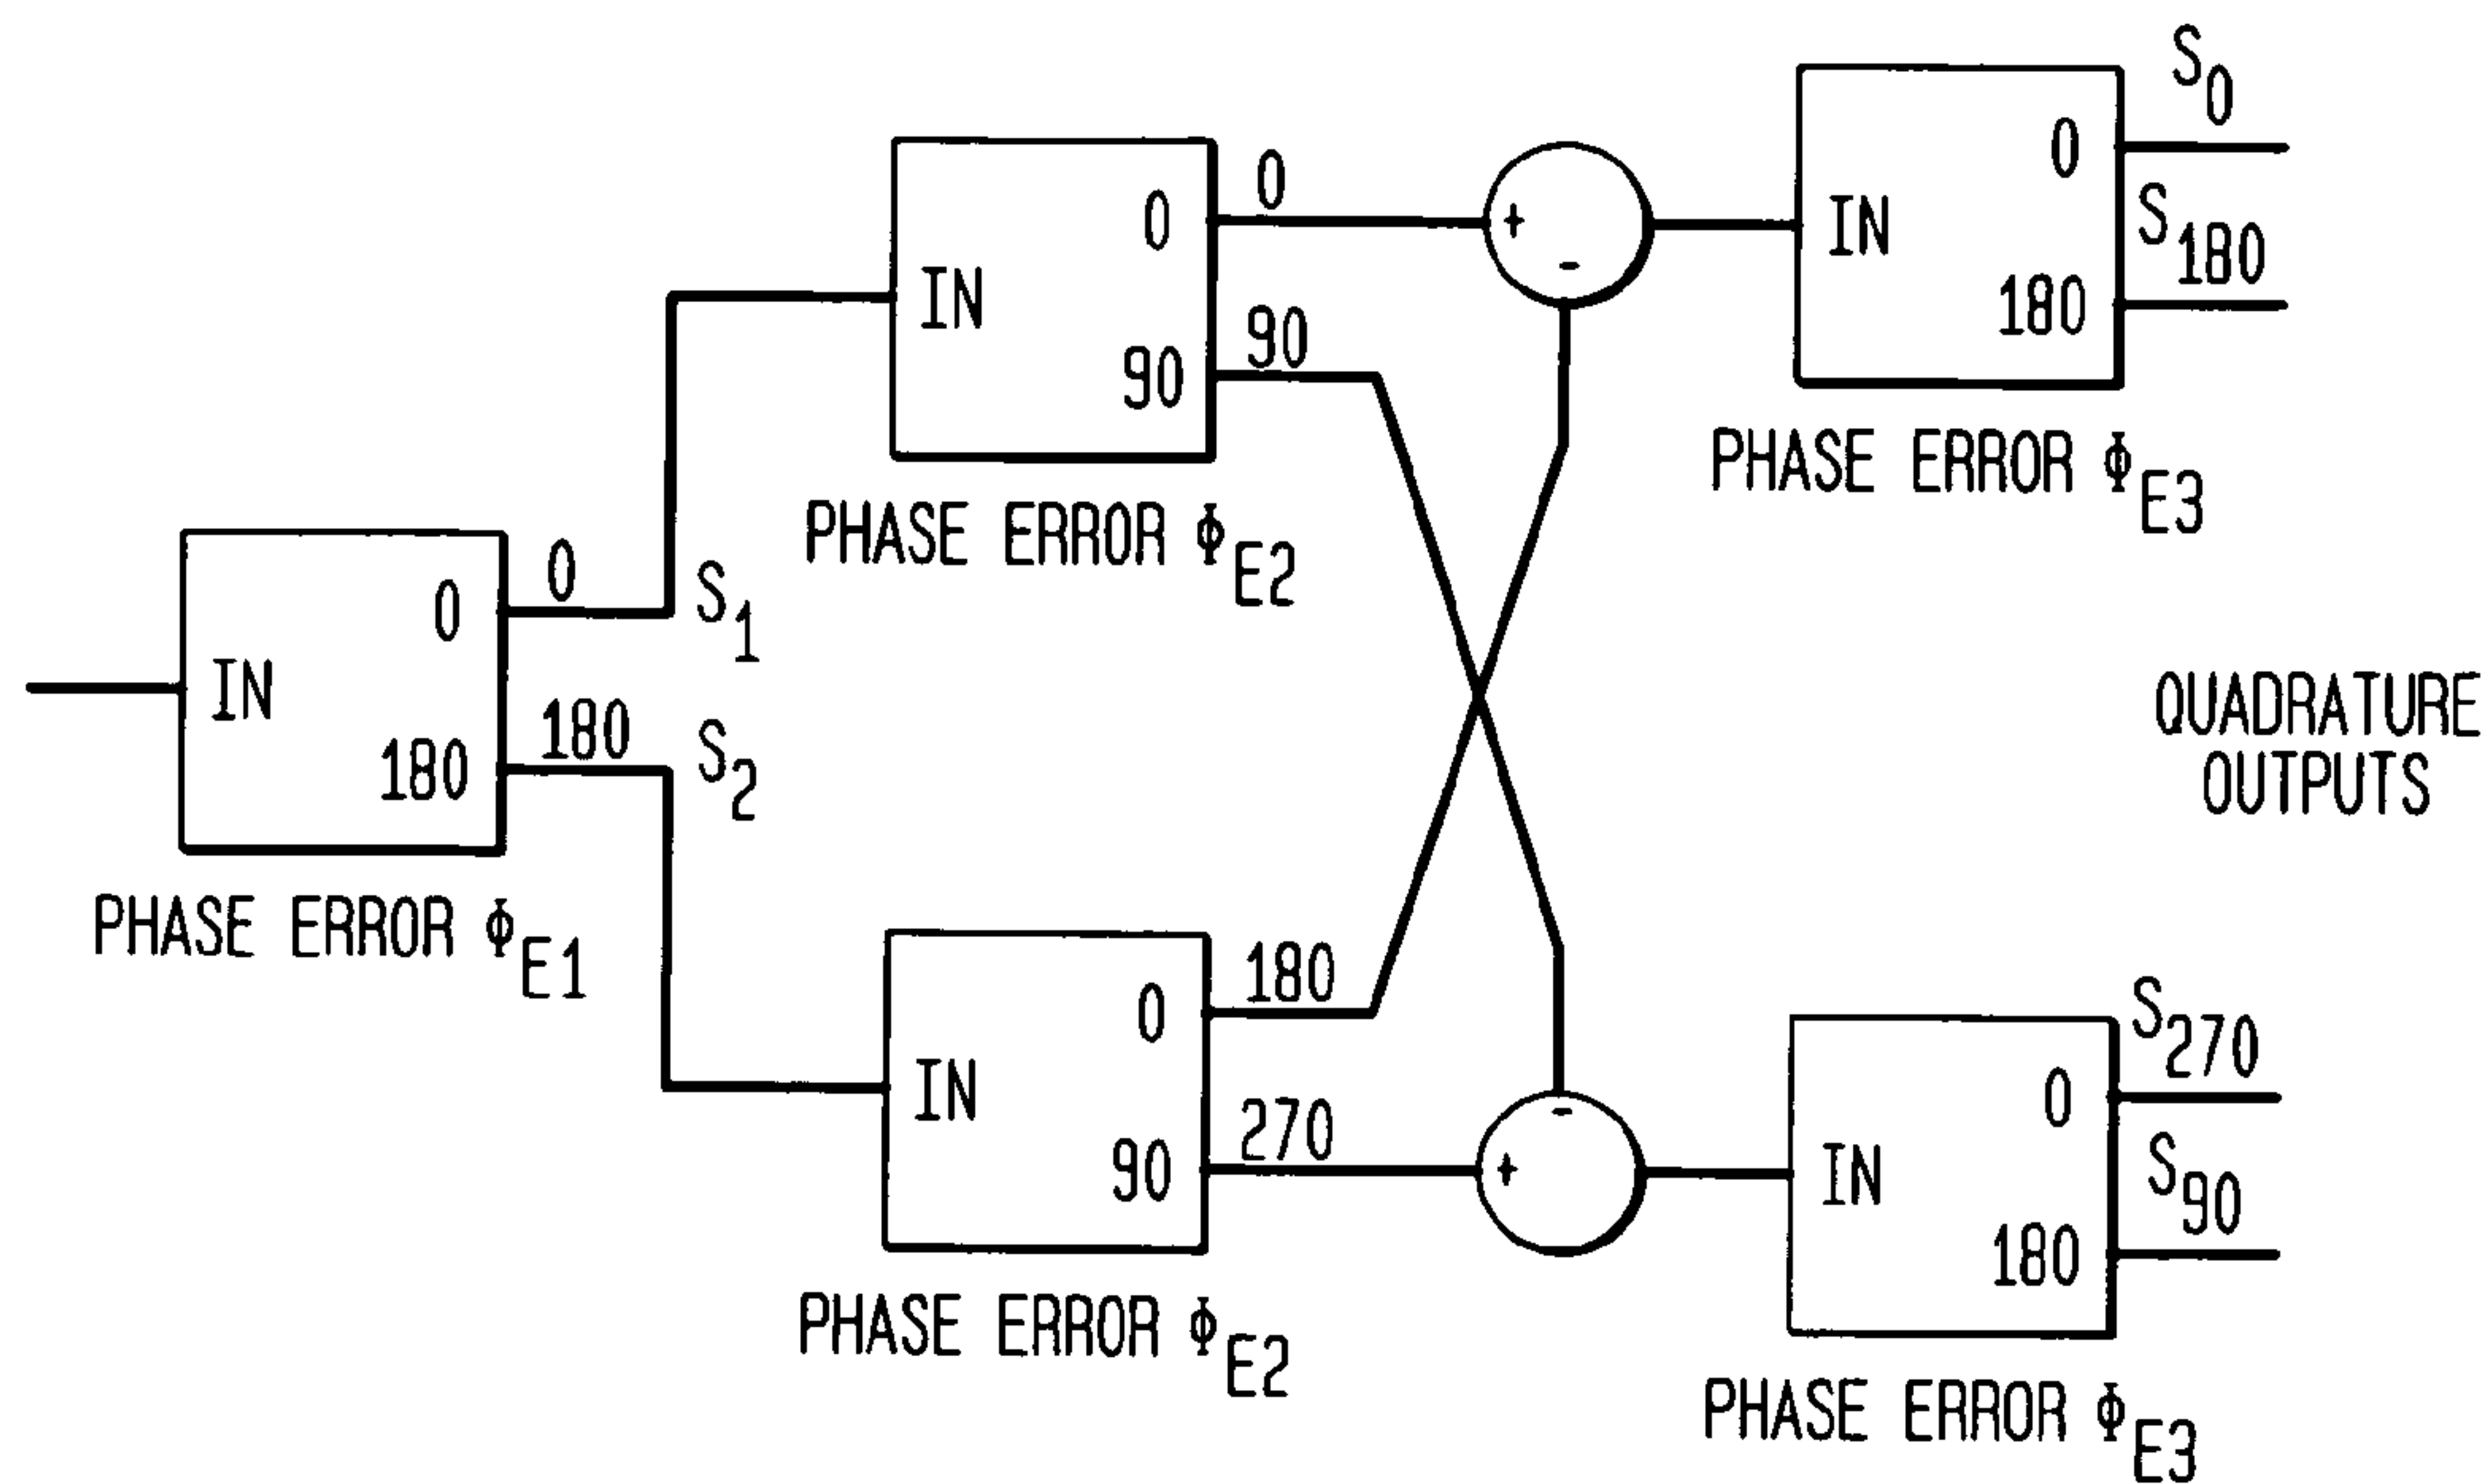 IN
0
180
0
180
S1
S2
PHASE ERROR ΦE1
IN
0
90
0
90
PHASE ERROR ΦE2
IN
0
90
180
270
PHASE ERROR ΦE2
+
-
-
+
IN
0
180
S0
S180
PHASE ERROR ΦE3
QUADRATURE
OUTPUTS
IN
0
180
S270
S90
PHASE ERROR ΦE3